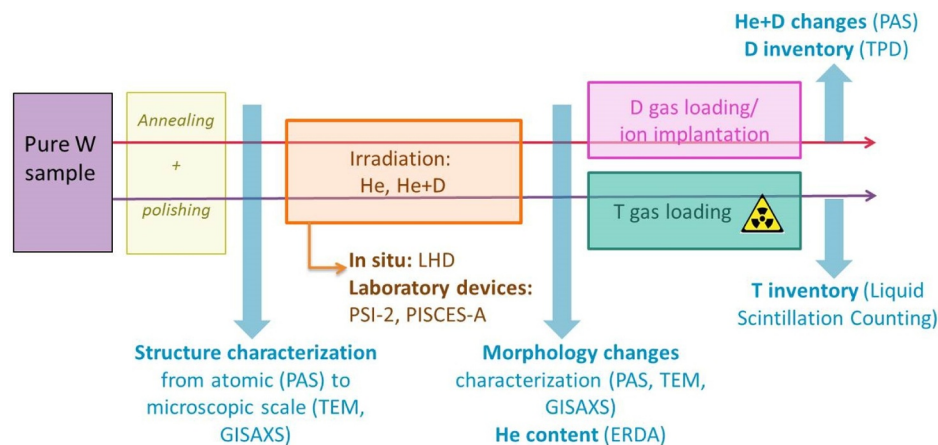 He+D changes (PAS)
D inventory (TPD)
Pure W
sample
Annealing
+
polishing
Irradiation:
He, He+D
D gas loading/
ion implantation
T gas loading
In situ: LHD
Laboratory devices:
PSI-2, PISCES-A
T inventory (Liquid
Scintillation Counting)
Structure characterization
from atomic (PAS) to
microscopic scale (TEM,
GISAXS)
Morphology changes
characterization (PAS, TEM,
GISAXS)
He content (ERDA)